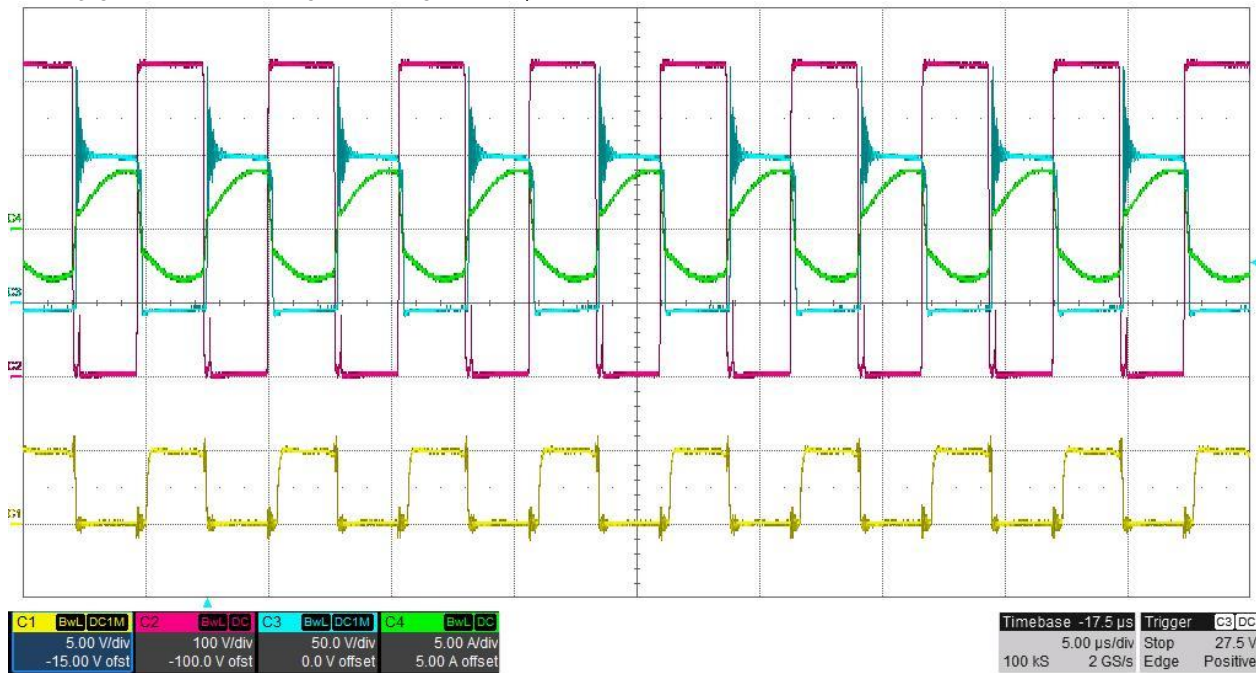 C4
C3
C2
C1
C1 BwL DC1M C2 BwL DC C3 BwL DC1M C4 BwL DC
5.00 V/div 100 V/div 50.0 V/div 5.00 A/div
-15.00 V ofst -100.0 V ofst 0.0 V offset 5.00 A offset
Timebase -17.5 µs Trigger C3 DC
5.00 µs/div Stop 27.5 V
100 kS 2 GS/s Edge Positive